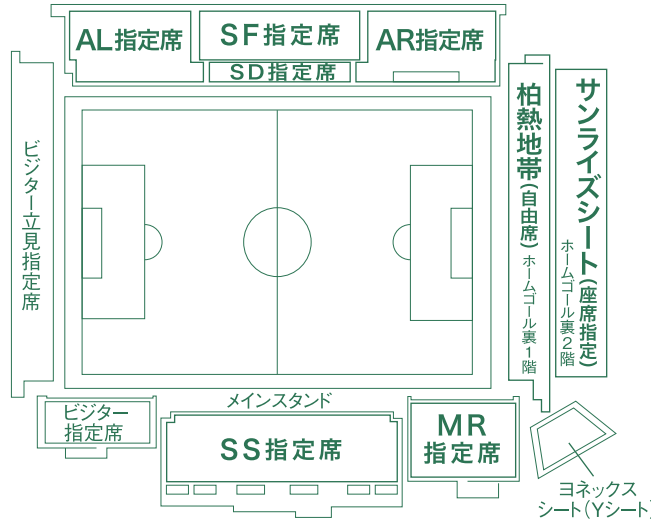 AL指定席
SF指定席
AR指定席
SD指定席
ビジター立見指定席
柏熱地帯(自由席)
ホームゴール裏1階
サンライズシート(座席指定)
ホームゴール裏2階
メインスタンド
ビジター
指定席
SS指定席
MR
指定席
ヨネックス
シート(Yシート)